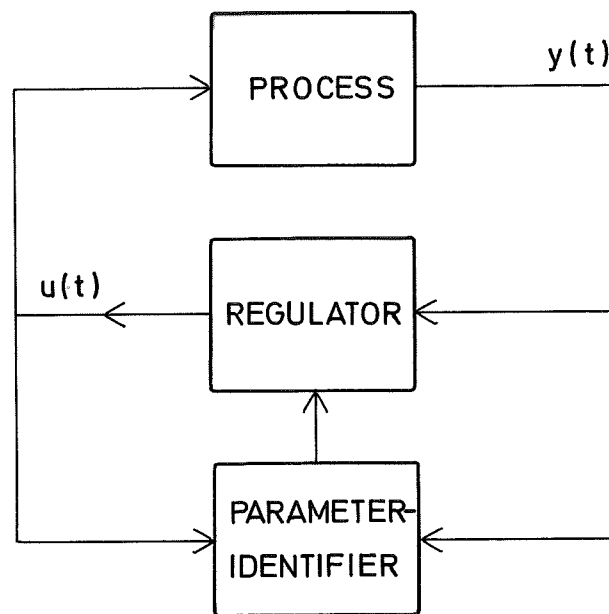 y(t)
PROCESS
u(t)
REGULATOR
PARAMETER-
IDENTIFIER